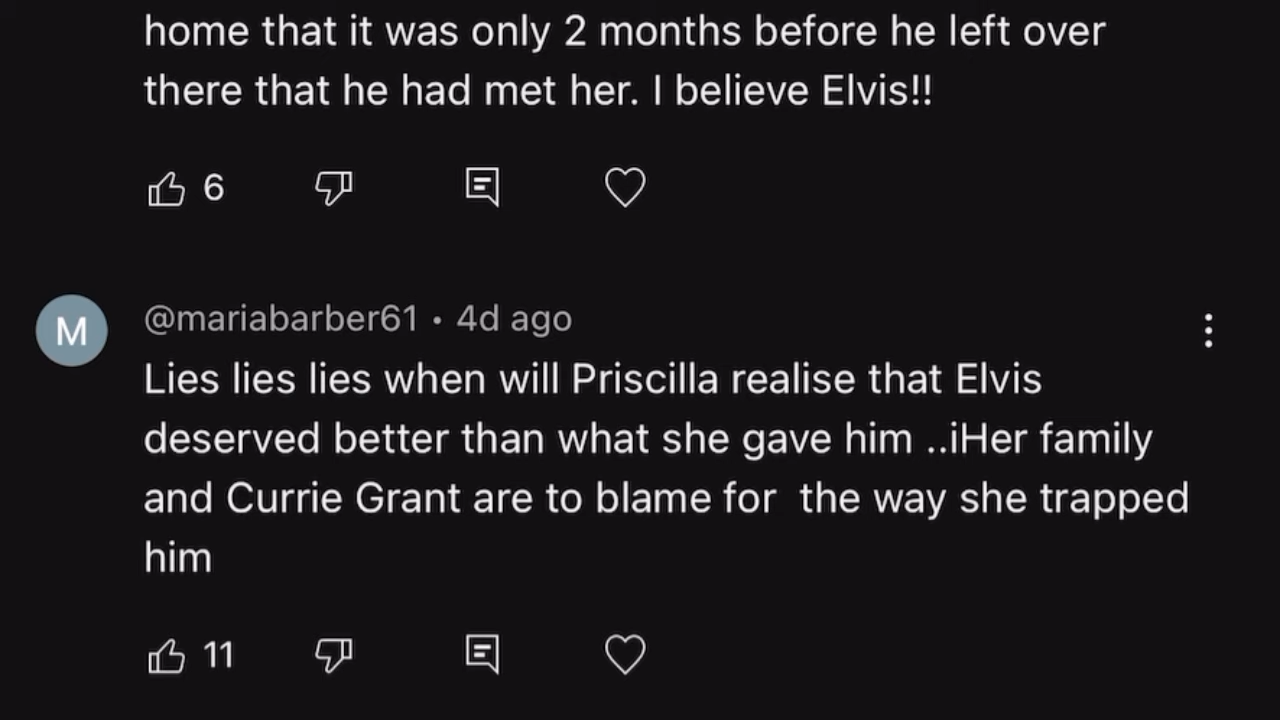 home that it was only 2 months before he left over
there that he had met her. I believe Elvis!!
6
M
@mariabarber61 • 4d ago
Lies lies lies when will Priscilla realise that Elvis
deserved better than what she gave him ..iHer family
and Currie Grant are to blame for  the way she trapped
him
11